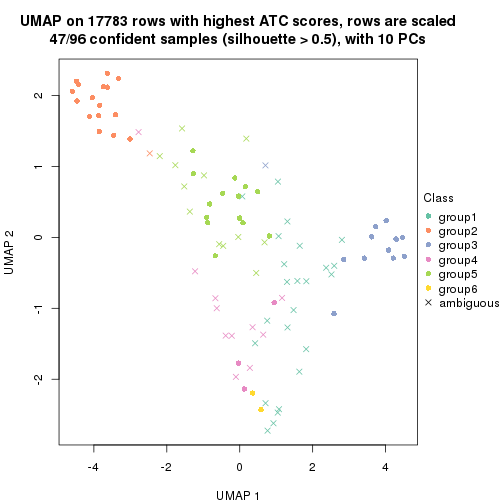 UMAP on 17783 rows with highest ATC scores, rows are scaled
47/96 confident samples (silhouette > 0.5), with 10 PCs
2
1
0
-1
-2
UMAP 2
-4
-2
0
2
4
UMAP 1
Class
group1
group2
group3
group4
group5
group6
ambiguous